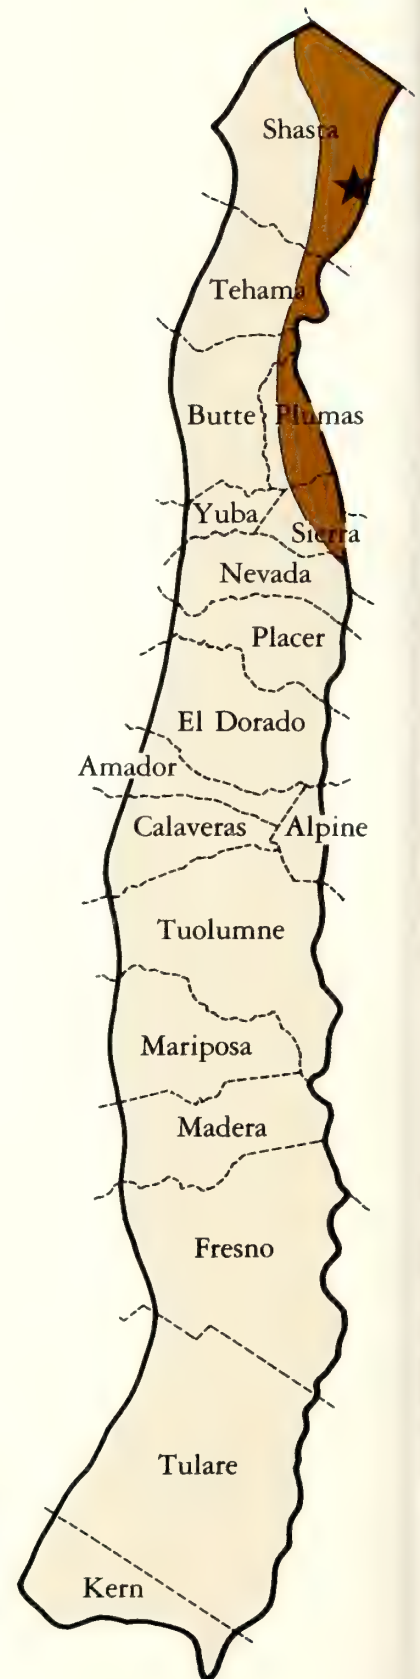 Shasta
Tehama
Butte
Plumas
Yuba
Sierra
Nevada
Placer
El Dorado
Amador
Calaveras
Alpine
Tuolumne
Mariposa
Madera
Fresno
Tulare
Kern